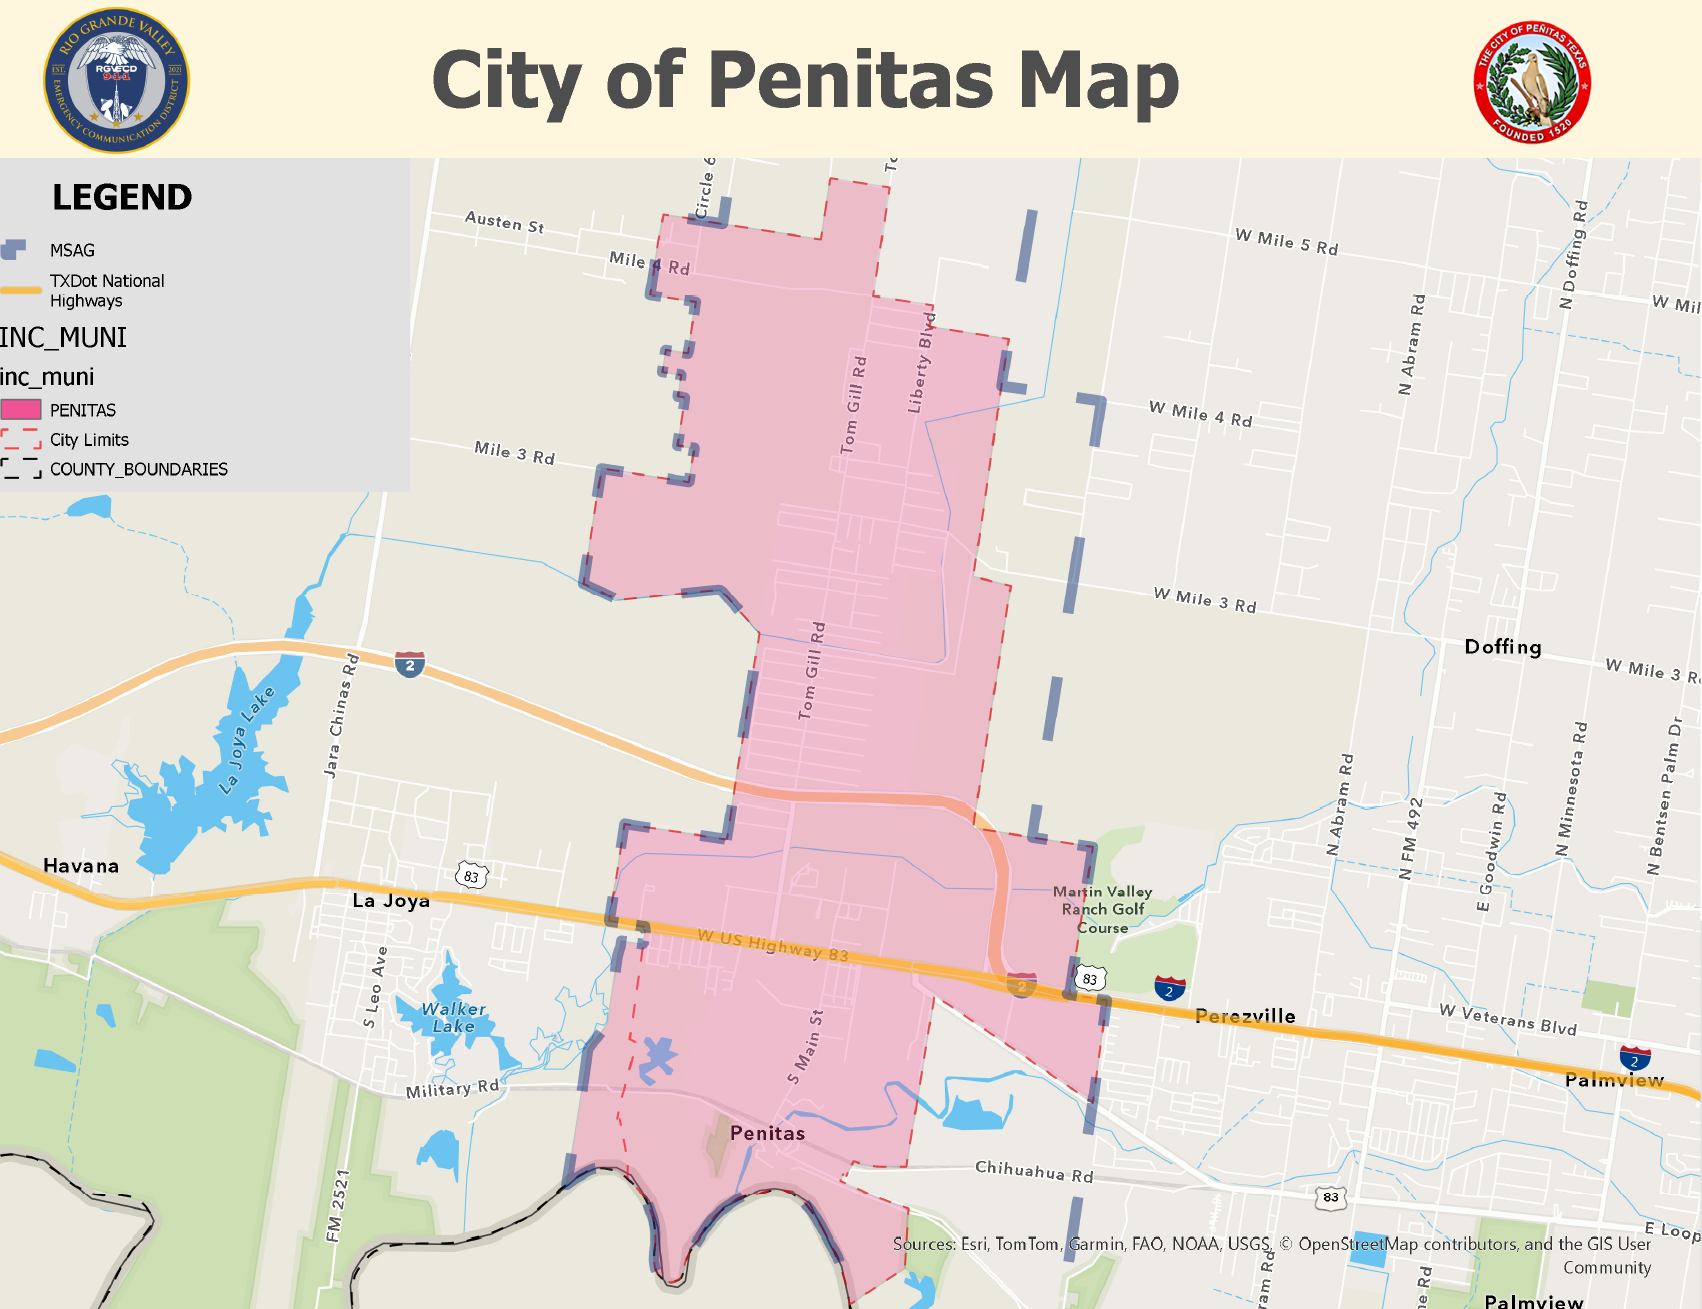 RIO GRANDE VALLEY
EST.
2021
RGVECD
9-1-1
EMERGENCY COMMUNICATION DISTRICT
City of Penitas Map
THE CITY OF PEÑITAS TEXAS
FOUNDED 1520
LEGEND
MSAG
TXDot National
Highways
INC_MUNI
inc_muni
PENITAS
City Limits
COUNTY_BOUNDARIES
Circle 6
Austen St
Mile 4 Rd
W Mile 5 Rd
N Doffing Rd
W Mil
N Abram Rd
Liberty Blvd
Tom Gill Rd
W Mile 4 Rd
Mile 3 Rd
W Mile 3 Rd
Doffing
W Mile 3 R
Tom Gill Rd
2
La Joya Lake
Jara Chinas Rd
N Abram Rd
N FM 492
E Goodwin Rd
N Minnesota Rd
N Bentsen Palm Dr
Havana
83
La Joya
Martin Valley
Ranch Golf
Course
W US Highway 83
2
83
2
S Leo Ave
Walker
Lake
Perezville
W Veterans Blvd
2
Palmview
S Main St
Military Rd
Penitas
Chihuahua Rd
83
FM 2521
E Loop
Sources: Esri, TomTom, Garmin, FAO, NOAA, USGS, © OpenStreetMap contributors, and the GIS User
Community
ram Rd
ne Rd
Palmview